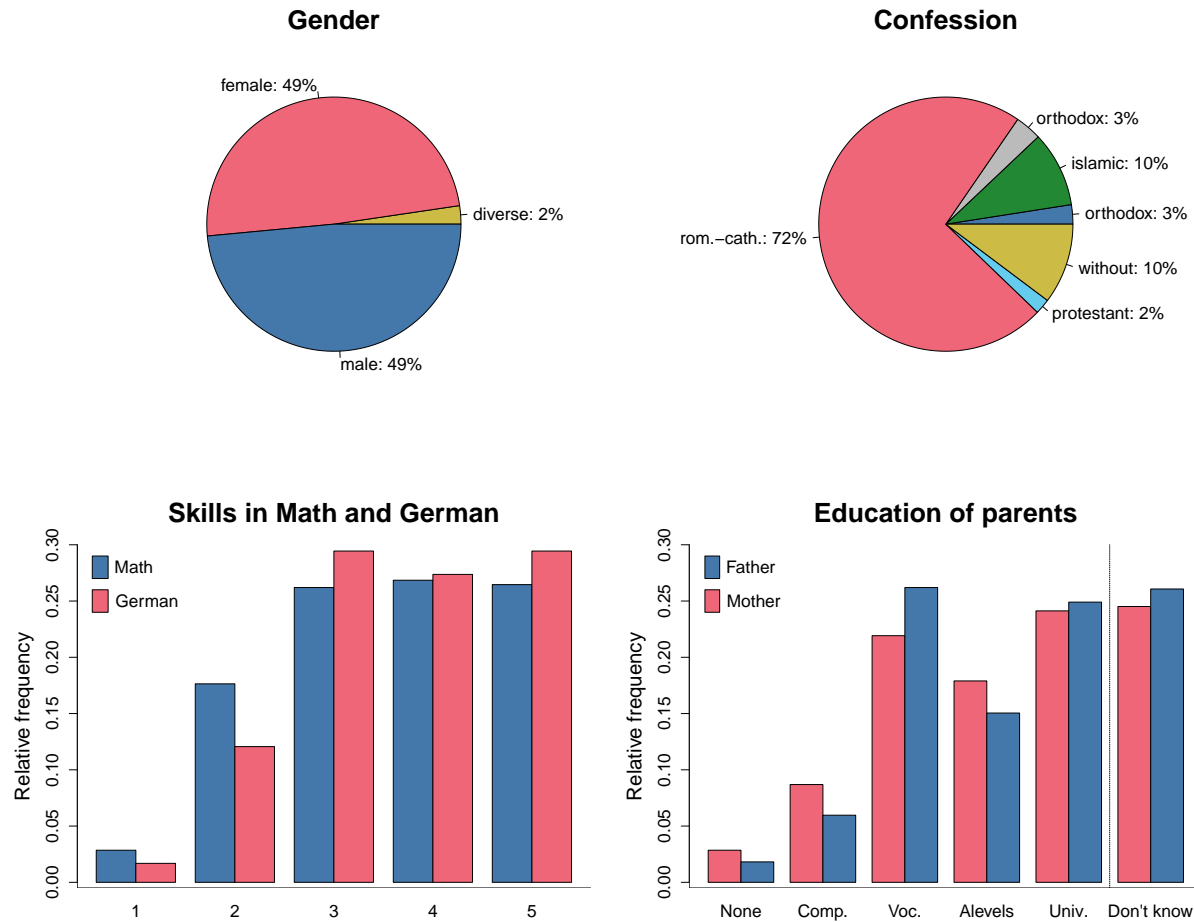 Gender
female: 49%
diverse: 2%
male: 49%
Confession
orthodox: 3%
islamic: 10%
orthodox: 3%
rom.−cath.: 72%
without: 10%
protestant: 2%
Skills in Math and German
Relative frequency
0.30
0.25
0.20
0.15
0.10
0.05
0.00
Math
German
1 2 3 4 5
Education of parents
Relative frequency
0.30
0.25
0.20
0.15
0.10
0.05
0.00
Father
Mother
None Comp. Voc. Alevels Univ. Don't know